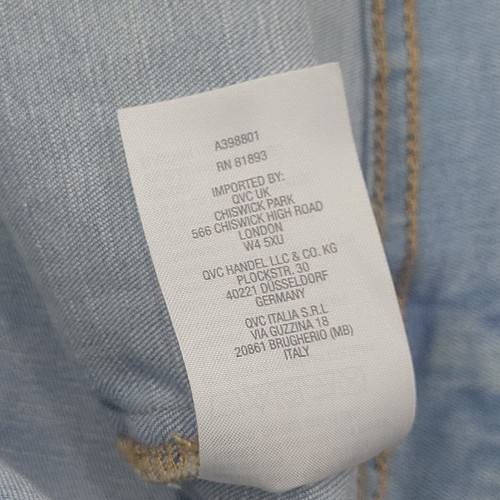 A398801
RN 81893
IMPORTED BY:
QVC UK
CHISWICK PARK
566 CHISWICK HIGH ROAD
LONDON
W4 5XU
QVC HANDEL LLC & CO. KG
PLOCKSTR. 30
40221 DÜSSELDORF
GERMANY
QVC ITALIA S.R.L
VIA GUZZINA 18
20861 BRUGHERIO (MB)
ITALY